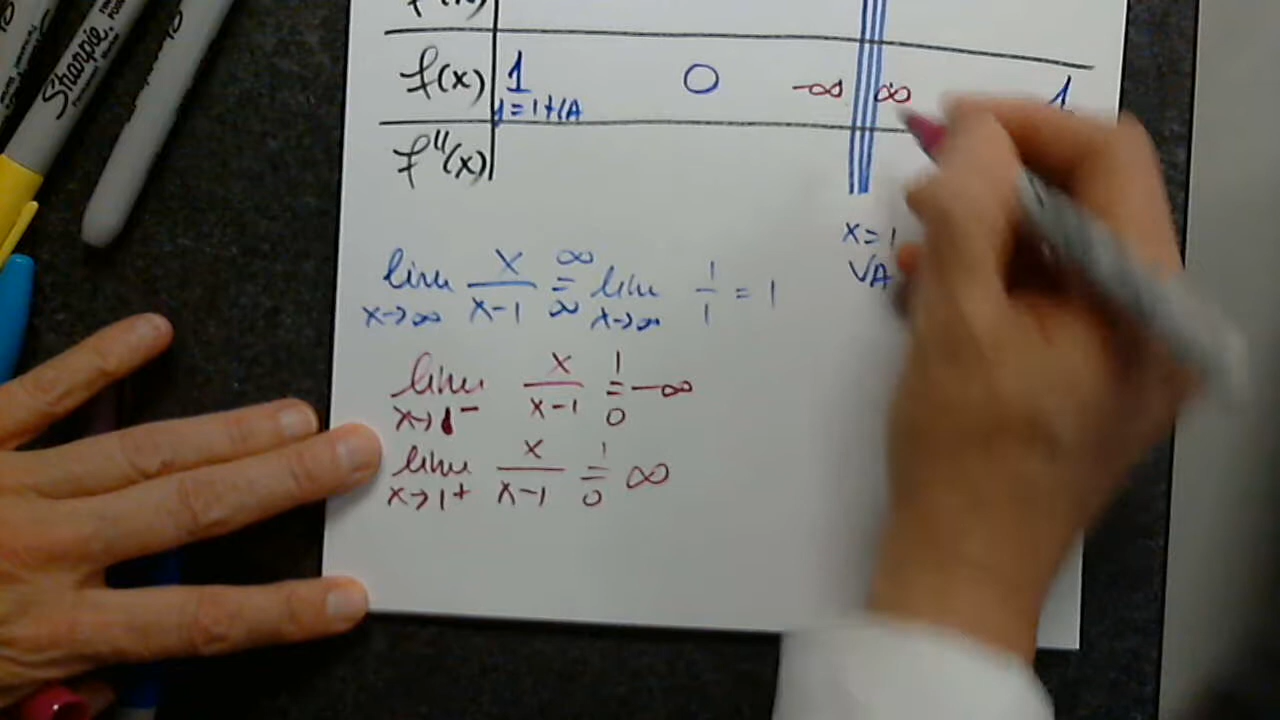 Sharpie
f(x) 1 0 -∞ ∞ 1
1=1 HA
f''(x)
x=1
VA
lim x→∞ x/(x-1) =∞/∞ lim x→∞ 1/1 = 1
lim x→1⁻ x/(x-1) =1/0 -∞
lim x→1⁺ x/(x-1) =1/0 ∞